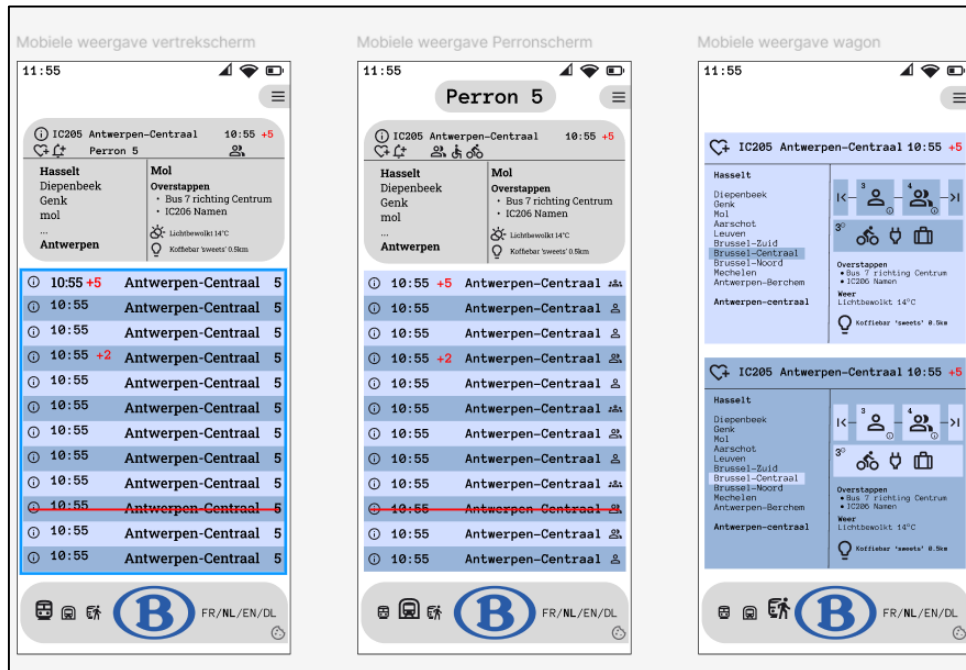 Mobiele weergave vertrekscherm
11:55
IC205 Antwerpen-Centraal 10:55 +5
Perron 5
Hasselt
Diepenbeek
Genk
mol
...
Antwerpen
Mol
Overstappen
• Bus 7 richting Centrum
• IC206 Namen
Lichtbewolkt 14°C
Koffiebar 'sweets' 0.5km
10:55 +5 Antwerpen-Centraal 5
10:55 Antwerpen-Centraal 5
10:55 Antwerpen-Centraal 5
10:55 +2 Antwerpen-Centraal 5
10:55 Antwerpen-Centraal 5
10:55 Antwerpen-Centraal 5
10:55 Antwerpen-Centraal 5
10:55 Antwerpen-Centraal 5
10:55 Antwerpen-Centraal 5
10:55 Antwerpen-Centraal 5
10:55 Antwerpen-Centraal 5
10:55 Antwerpen-Centraal 5
B
FR/NL/EN/DL
Mobiele weergave Perronscherm
11:55
Perron 5
IC205 Antwerpen-Centraal 10:55 +5
Hasselt
Diepenbeek
Genk
mol
...
Antwerpen
Mol
Overstappen
• Bus 7 richting Centrum
• IC206 Namen
Lichtbewolkt 14°C
Koffiebar 'sweets' 0.5km
10:55 +5 Antwerpen-Centraal
10:55 Antwerpen-Centraal
10:55 Antwerpen-Centraal
10:55 +2 Antwerpen-Centraal
10:55 Antwerpen-Centraal
10:55 Antwerpen-Centraal
10:55 Antwerpen-Centraal
10:55 Antwerpen-Centraal
10:55 Antwerpen-Centraal
10:55 Antwerpen-Centraal
10:55 Antwerpen-Centraal
10:55 Antwerpen-Centraal
B
FR/NL/EN/DL
Mobiele weergave wagon
11:55
IC205 Antwerpen-Centraal 10:55 +5
Hasselt
Diepenbeek
Genk
Mol
Aarschot
Leuven
Brussel-Zuid
Brussel-Centraal
Brussel-Noord
Mechelen
Antwerpen-Berchem
Antwerpen-centraal
3 4
3°
Overstappen
• Bus 7 richting Centrum
• IC206 Namen
Weer
Lichtbewolkt 14°C
Koffiebar 'sweets' 0.5km
IC205 Antwerpen-Centraal 10:55 +5
Hasselt
Diepenbeek
Genk
Mol
Aarschot
Leuven
Brussel-Zuid
Brussel-Centraal
Brussel-Noord
Mechelen
Antwerpen-Berchem
Antwerpen-centraal
3 4
3°
Overstappen
• Bus 7 richting Centrum
• IC206 Namen
Weer
Lichtbewolkt 14°C
Koffiebar 'sweets' 0.5km
B
FR/NL/EN/DL